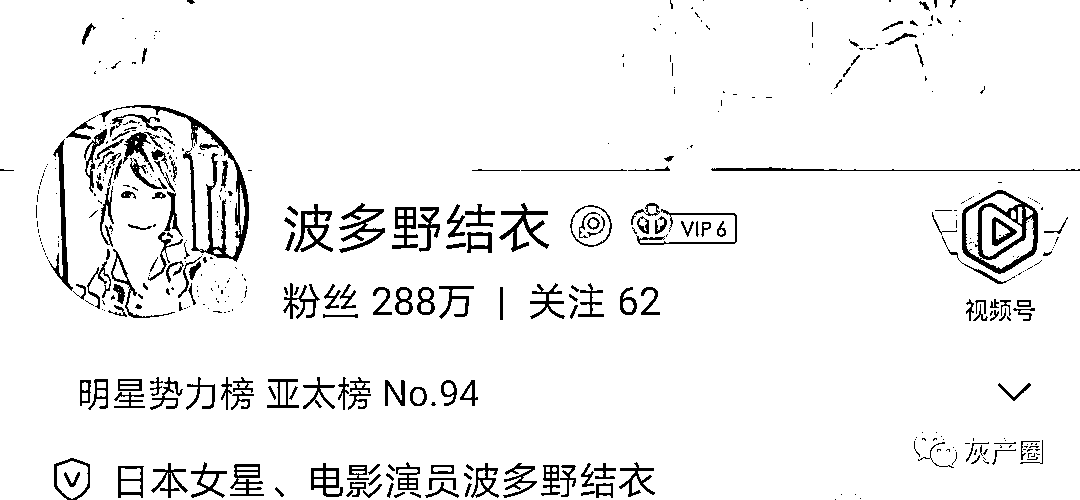 波多野结衣 VIP 6
粉丝 288万 | 关注 62
视频号
明星势力榜 亚太榜 No.94
灰产圈
日本女星、电影演员波多野结衣